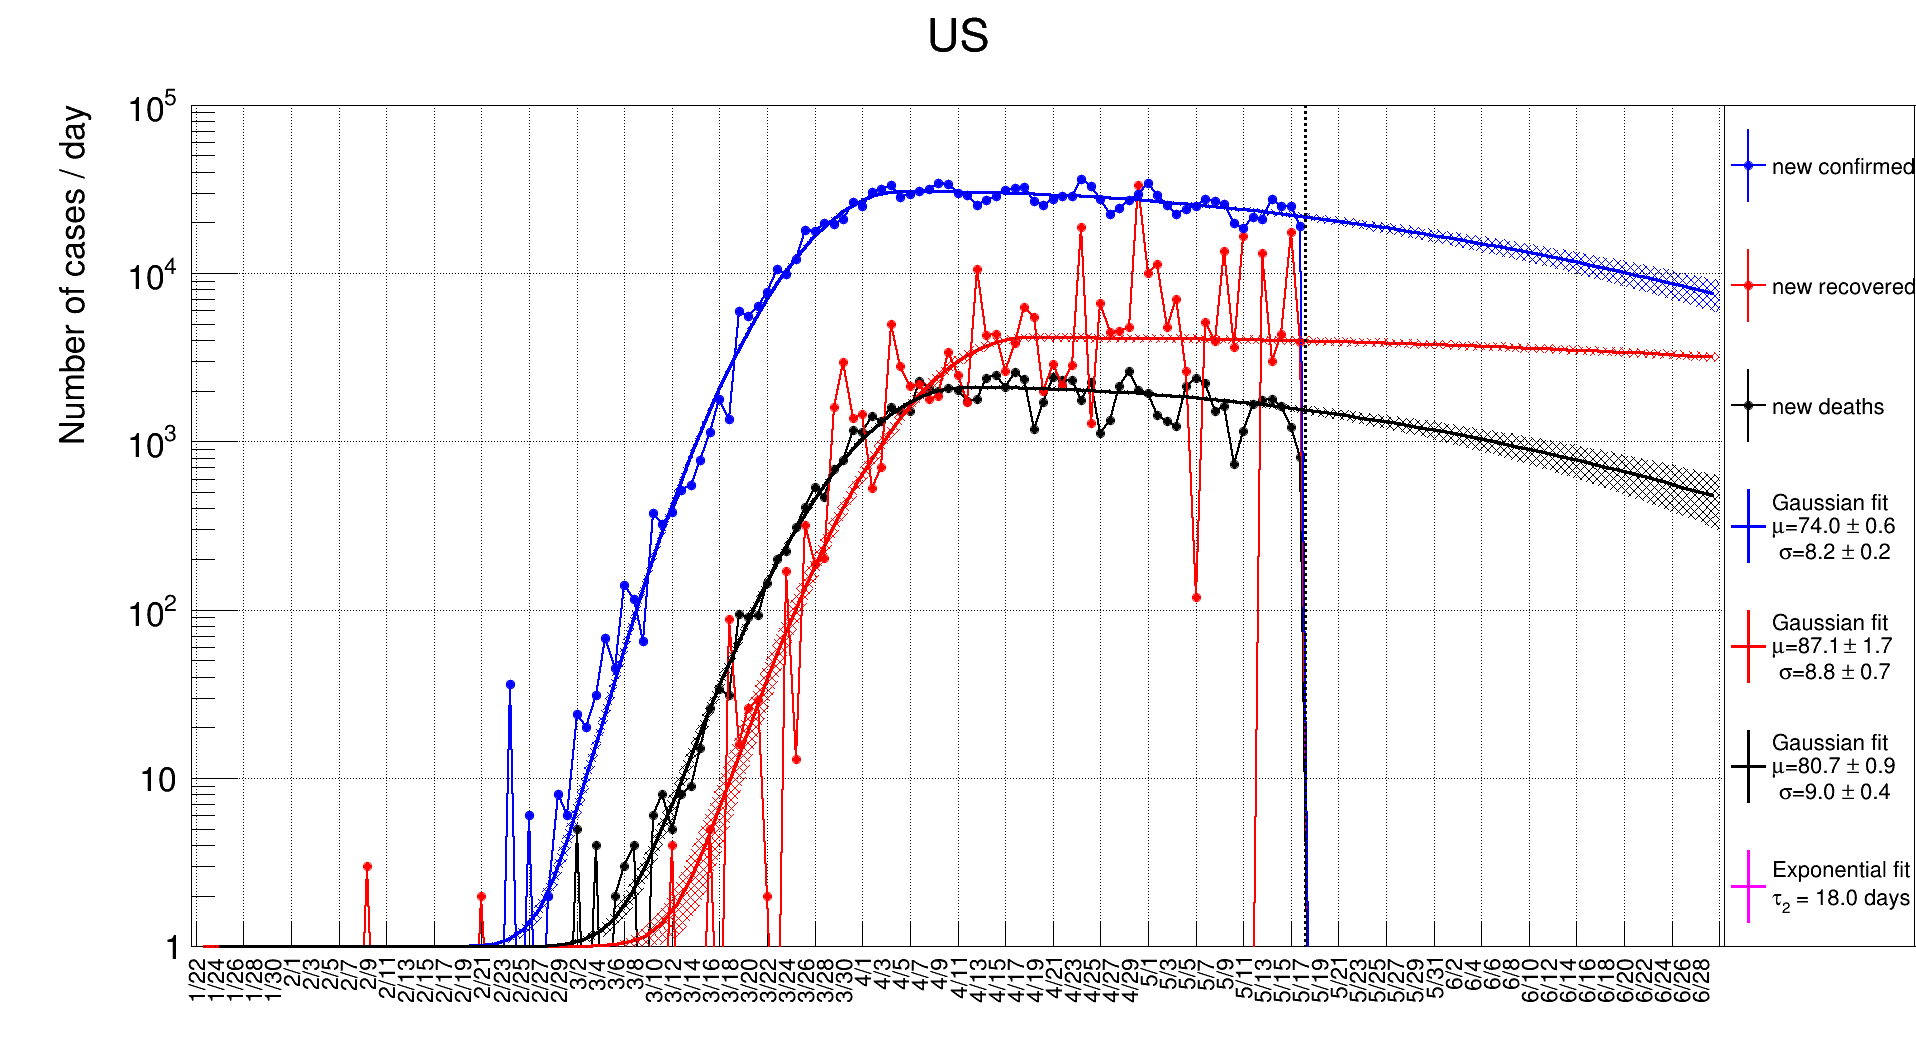 US
Number of cases / day
10^5
10^4
10^3
10^2
10
1
1/22 1/24 1/26 1/28 1/30 2/1 2/3 2/5 2/7 2/9 2/11 2/13 2/15 2/17 2/19 2/21 2/23 2/25 2/27 2/29 3/2 3/4 3/6 3/8 3/10 3/12 3/14 3/16 3/18 3/20 3/22 3/24 3/26 3/28 3/30 4/1 4/3 4/5 4/7 4/9 4/11 4/13 4/15 4/17 4/19 4/21 4/23 4/25 4/27 4/29 5/1 5/3 5/5 5/7 5/9 5/11 5/13 5/15 5/17 5/19 5/21 5/23 5/25 5/27 5/29 5/31 6/2 6/4 6/6 6/8 6/10 6/12 6/14 6/16 6/18 6/20 6/22 6/24 6/26 6/28
new confirmed
new recovered
new deaths
Gaussian fit
μ=74.0 ± 0.6
σ=8.2 ± 0.2
Gaussian fit
μ=87.1 ± 1.7
σ=8.8 ± 0.7
Gaussian fit
μ=80.7 ± 0.9
σ=9.0 ± 0.4
Exponential fit
τ₂ = 18.0 days